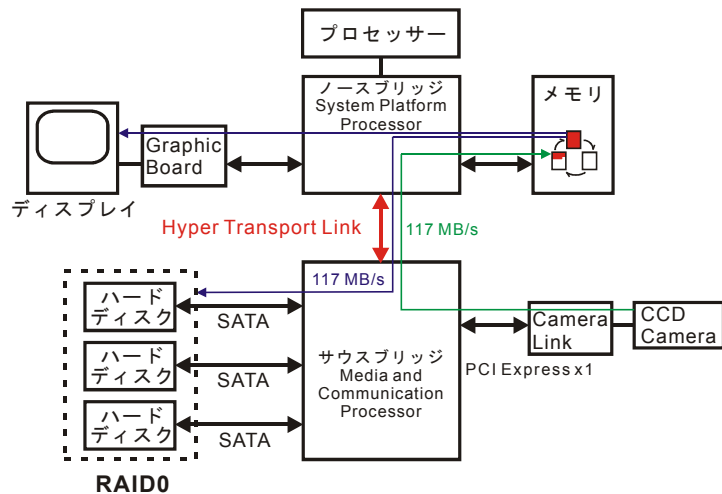 プロセッサー
ノースブリッジ
System Platform
Processor
メモリ
Graphic
Board
ディスプレイ
Hyper Transport Link
117 MB/s
117 MB/s
ハード
ディスク
SATA
ハード
ディスク
SATA
ハード
ディスク
SATA
RAID0
サウスブリッジ
Media and
Communication
Processor
Camera
Link
CCD
Camera
PCI Express x1